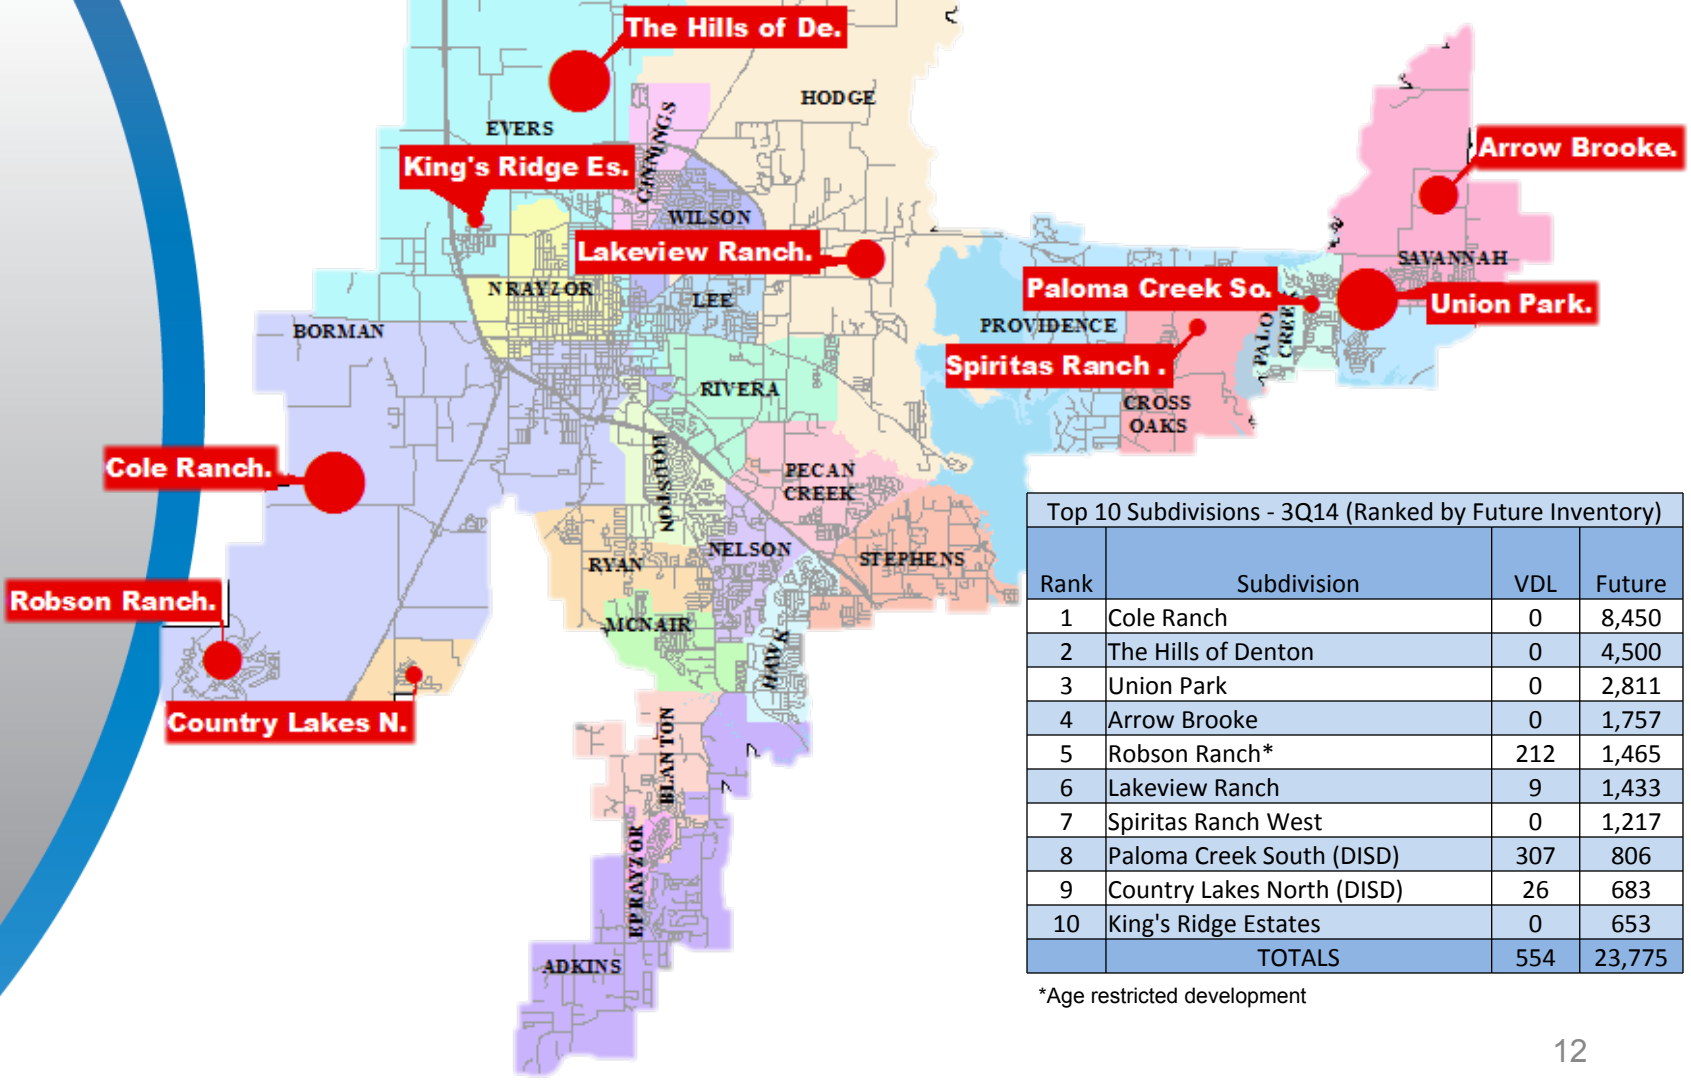 The Hills of De.
HODGE
EVERS
GINNINGS
King's Ridge Es.
Arrow Brooke.
WILSON
Lakeview Ranch.
SAVANNAH
N RAYZOR
LEE
Paloma Creek So.
Union Park.
BORMAN
PROVIDENCE
PALO
CREE
Spiritas Ranch .
RIVERA
CROSS
OAKS
Cole Ranch.
HOUSTON
PECAN
CREEK
NELSON
STEPHENS
RYAN
Robson Ranch.
MCNAIR
HAWK
Country Lakes N.
BLANTON
EPRAYZOR
ADKINS
Top 10 Subdivisions - 3Q14 (Ranked by Future Inventory)
Rank Subdivision VDL Future
1 Cole Ranch 0 8,450
2 The Hills of Denton 0 4,500
3 Union Park 0 2,811
4 Arrow Brooke 0 1,757
5 Robson Ranch* 212 1,465
6 Lakeview Ranch 9 1,433
7 Spiritas Ranch West 0 1,217
8 Paloma Creek South (DISD) 307 806
9 Country Lakes North (DISD) 26 683
10 King's Ridge Estates 0 653
TOTALS 554 23,775
*Age restricted development
12